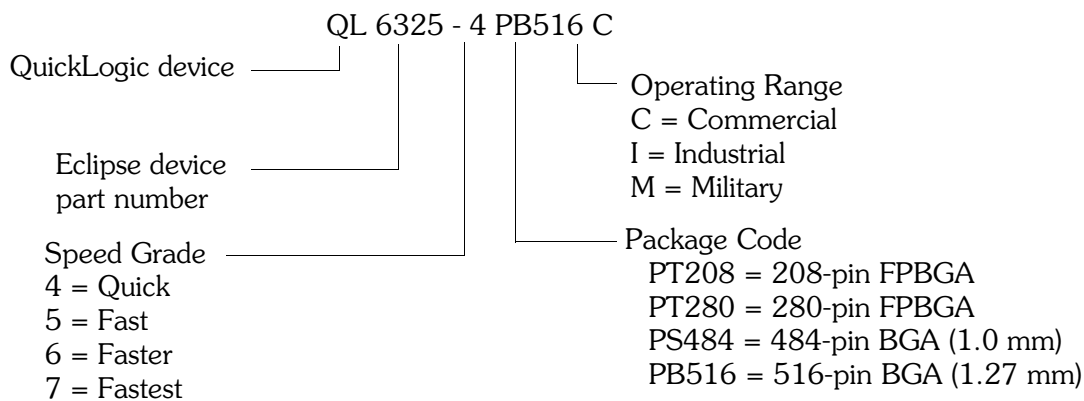 QL 6325 - 4 PB516 C
QuickLogic device
Eclipse device
part number
Speed Grade
4 = Quick
5 = Fast
6 = Faster
7 = Fastest
Operating Range
C = Commercial
I = Industrial
M = Military
Package Code
PT208 = 208-pin FPBGA
PT280 = 280-pin FPBGA
PS484 = 484-pin BGA (1.0 mm)
PB516 = 516-pin BGA (1.27 mm)